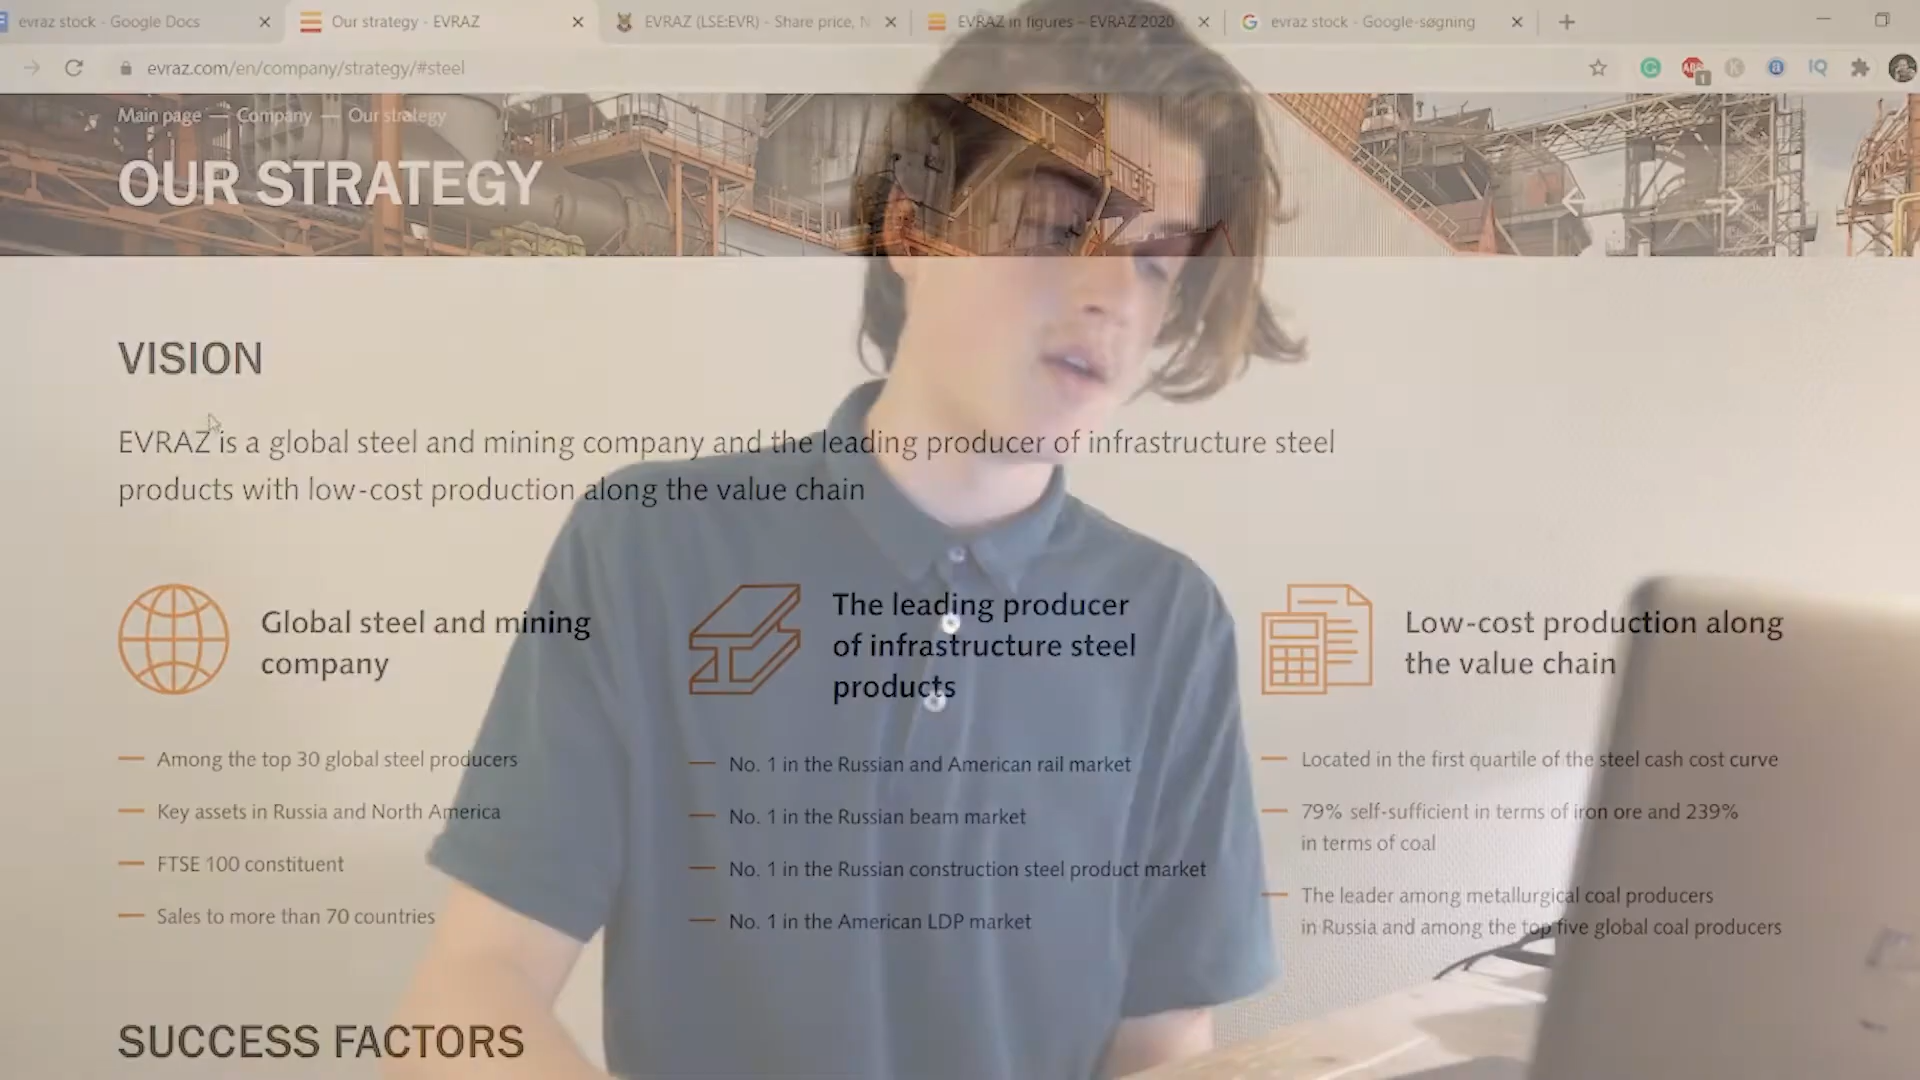 evraz stock - Google Docs
Our strategy - EVRAZ
EVRAZ (LSE:EVR) - Share price, N
EVRAZ in figures – EVRAZ 2020
evraz stock - Google-søgning
evraz.com/en/company/strategy/#steel
ABP
1
IQ
Main page — Company — Our strategy
OUR STRATEGY
VISION
EVRAZ is a global steel and mining company and the leading producer of infrastructure steel
products with low-cost production along the value chain
Global steel and mining
company
— Among the top 30 global steel producers
— Key assets in Russia and North America
— FTSE 100 constituent
— Sales to more than 70 countries
The leading producer
of infrastructure steel
products
— No. 1 in the Russian and American rail market
— No. 1 in the Russian beam market
— No. 1 in the Russian construction steel product market
— No. 1 in the American LDP market
Low-cost production along
the value chain
— Located in the first quartile of the steel cash cost curve
— 79% self-sufficient in terms of iron ore and 239%
in terms of coal
— The leader among metallurgical coal producers
in Russia and among the top five global coal producers
SUCCESS FACTORS